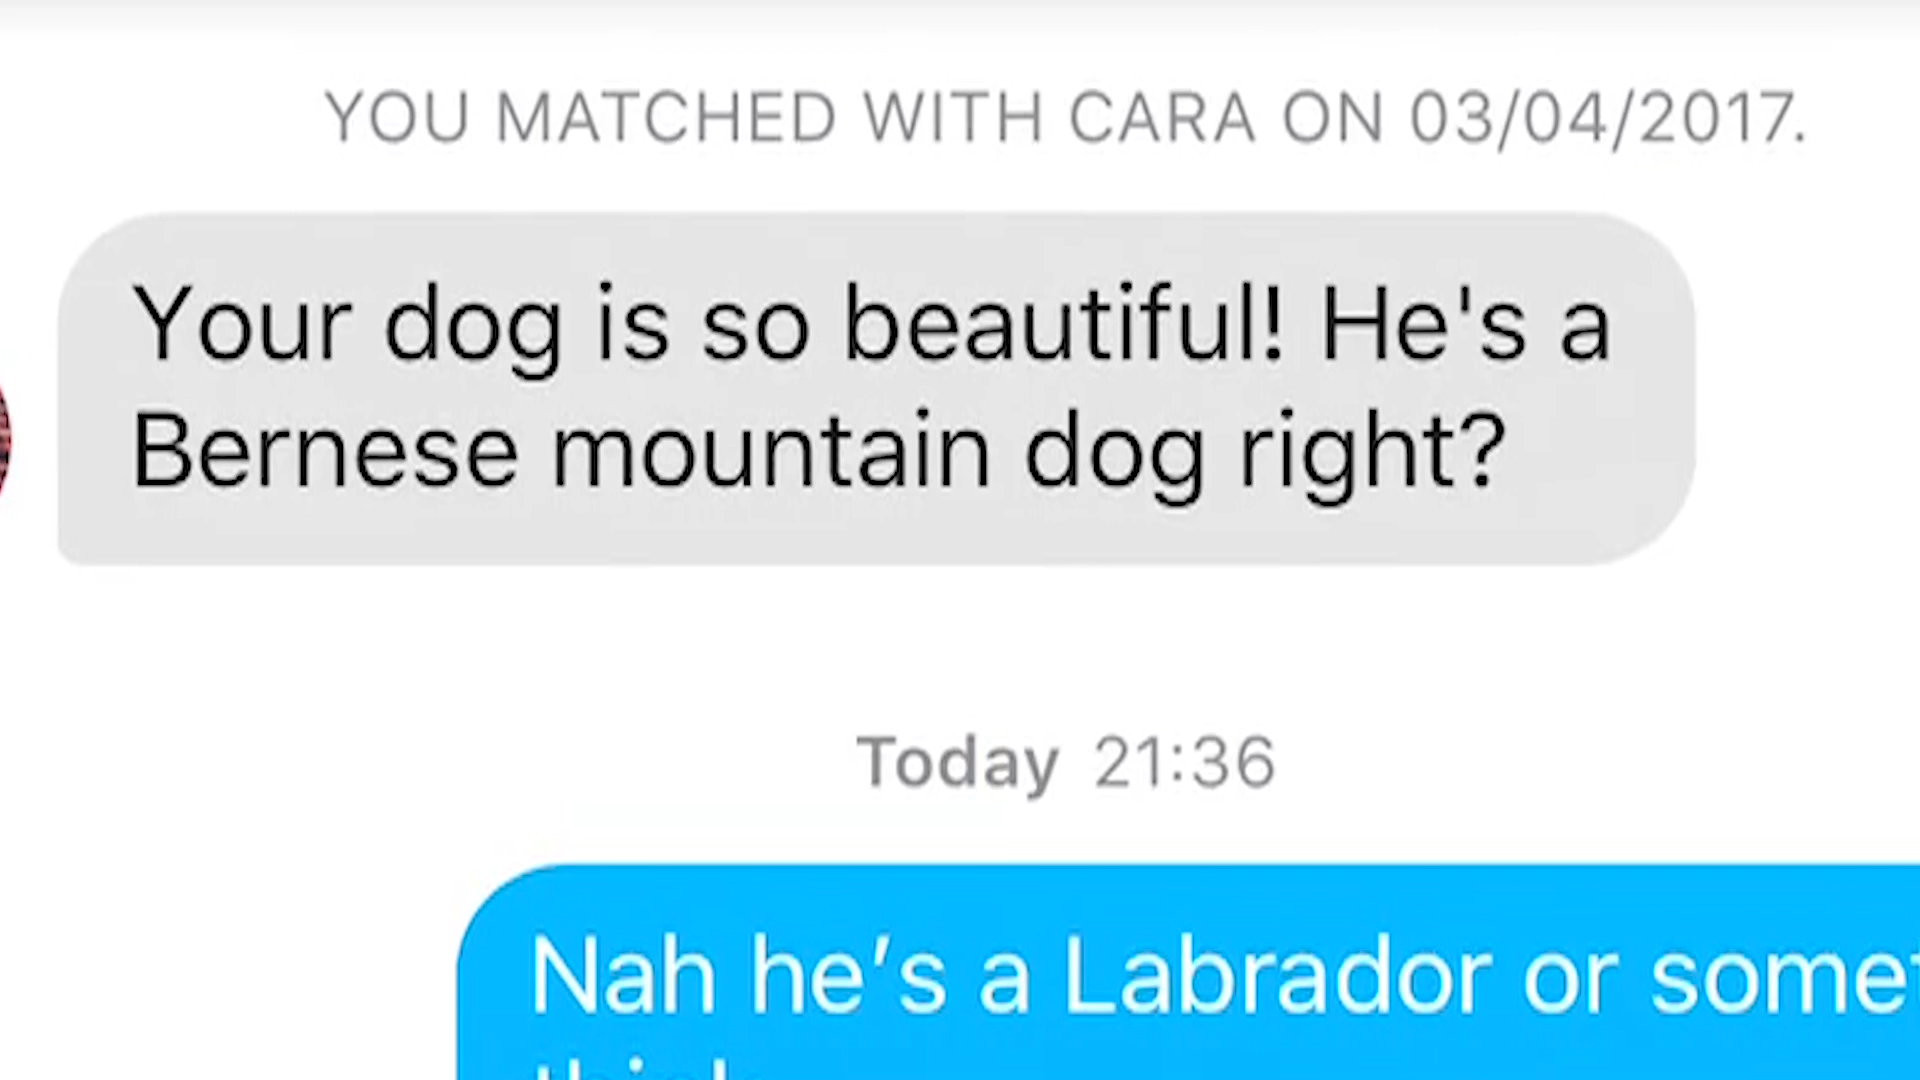 YOU MATCHED WITH CARA ON 03/04/2017.
Your dog is so beautiful! He's a
Bernese mountain dog right?
Today 21:36
Nah he’s a Labrador or